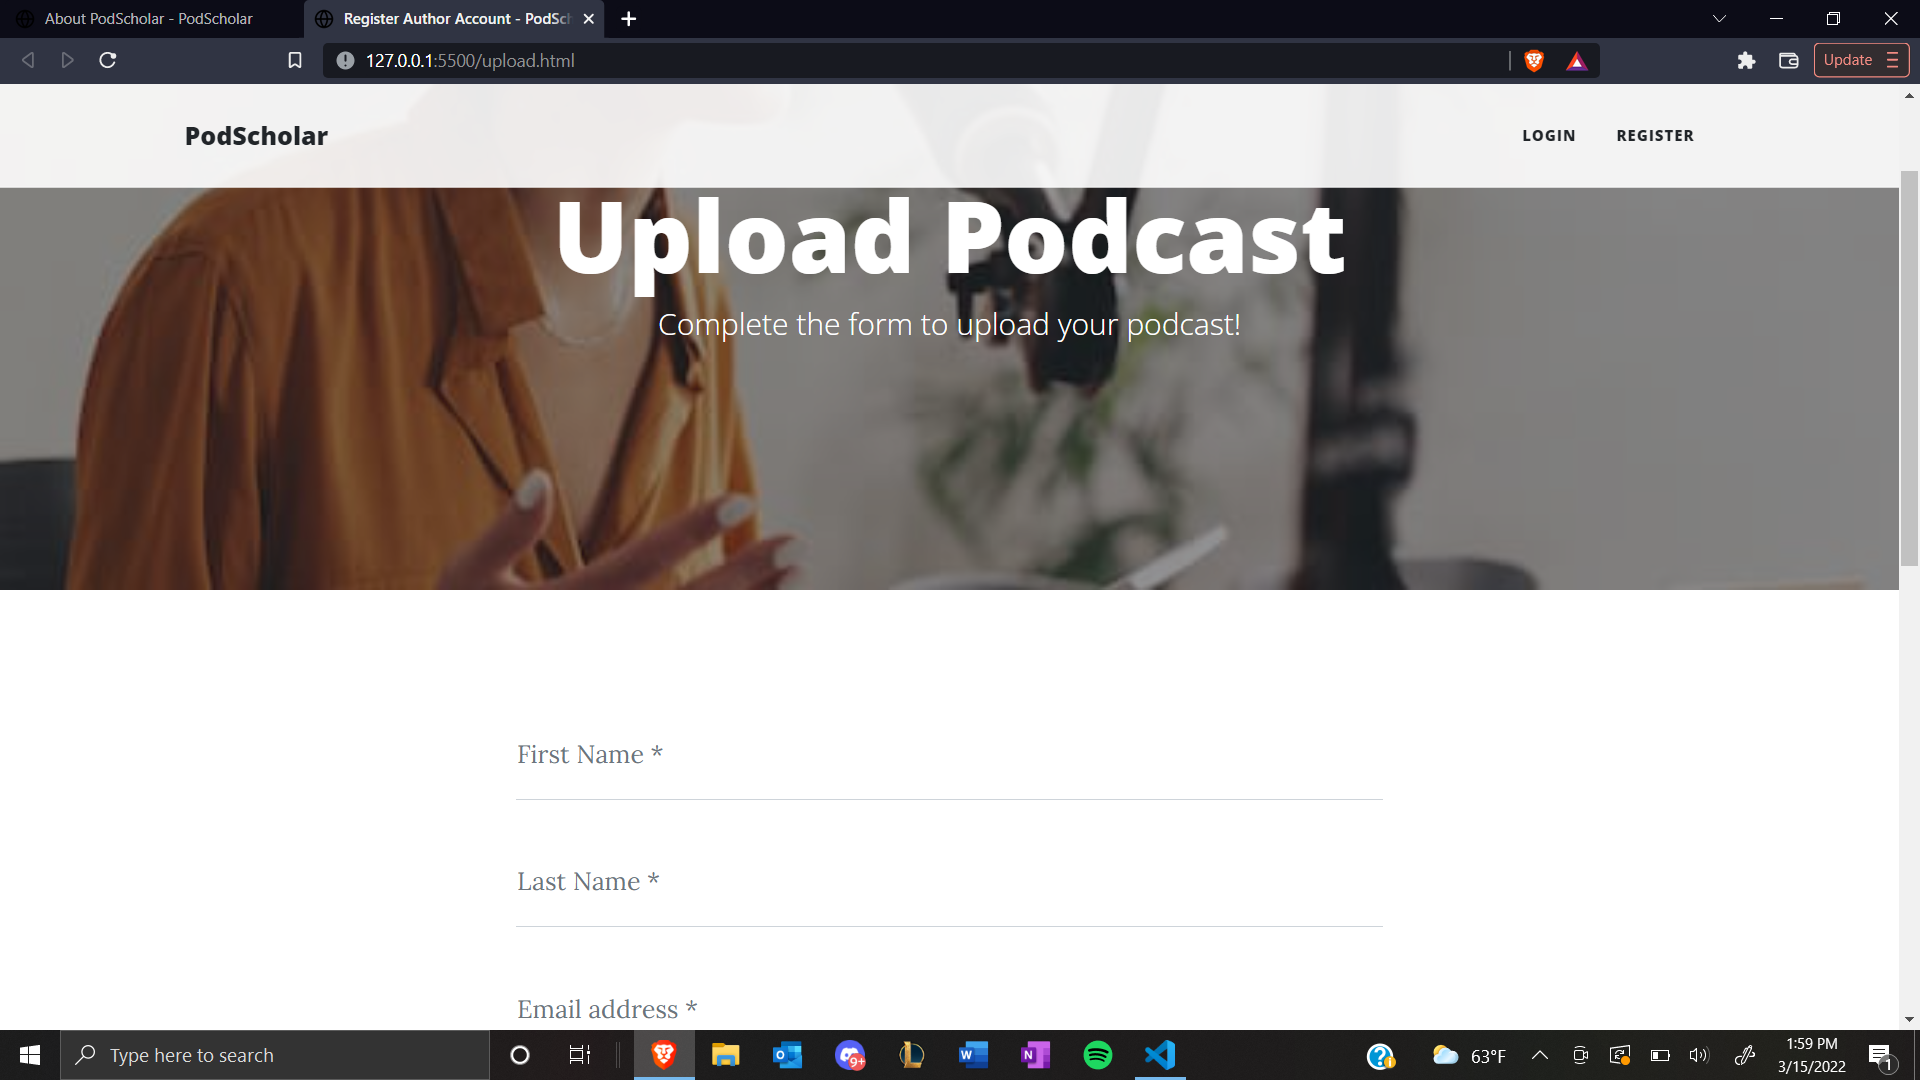 About PodScholar - PodScholar
Register Author Account - PodSch
127.0.0.1:5500/upload.html
Update
PodScholar
LOGIN
REGISTER
Upload Podcast
Complete the form to upload your podcast!
First Name *
Last Name *
Email address *
Type here to search
9+
63°F
1:59 PM
3/15/2022
1